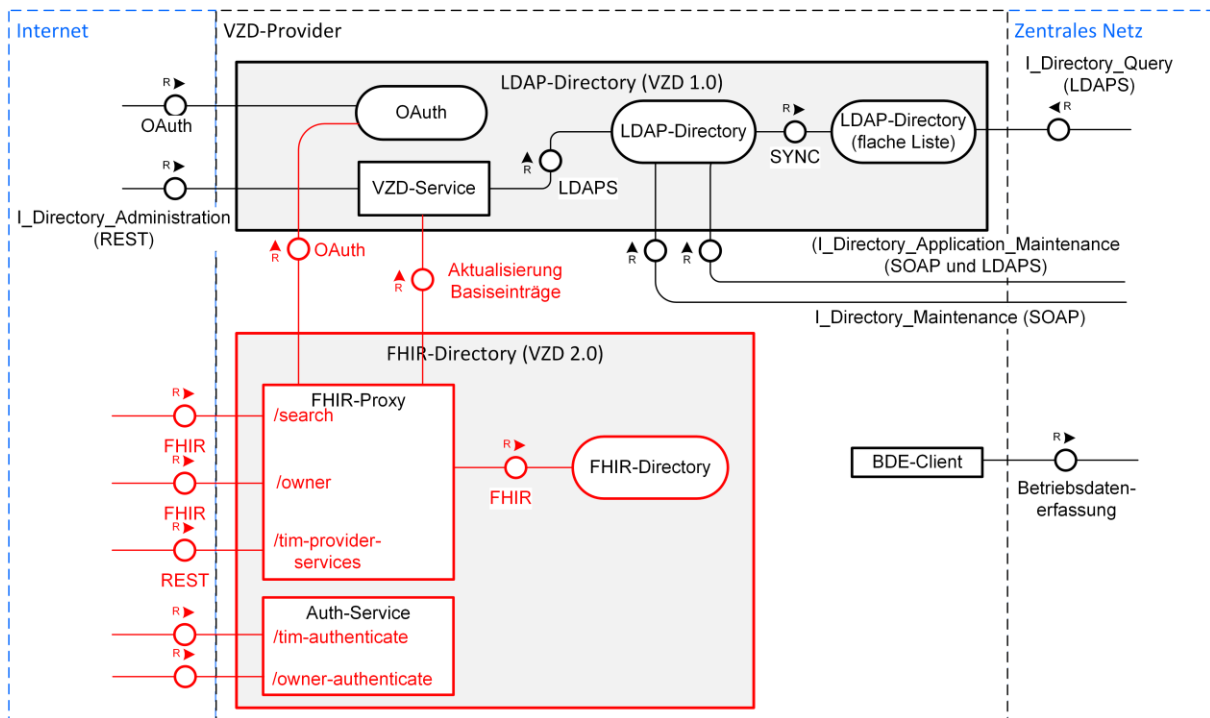 Internet
VZD-Provider
Zentrales Netz
LDAP-Directory (VZD 1.0)
I_Directory_Query
(LDAPS)
R
OAuth
OAuth
LDAP-Directory
R
SYNC
LDAP-Directory
(flache Liste)
R
R
I_Directory_Administration
(REST)
VZD-Service
R
LDAPS
R
OAuth
R
Aktualisierung
Basiseinträge
R
R
(I_Directory_Application_Maintenance
(SOAP und LDAPS)
I_Directory_Maintenance (SOAP)
FHIR-Directory (VZD 2.0)
FHIR-Proxy
R
FHIR
/search
R
FHIR
/owner
R
REST
/tim-provider-
services
R
FHIR
FHIR-Directory
BDE-Client
R
Betriebsdaten-
erfassung
Auth-Service
R
/tim-authenticate
R
/owner-authenticate